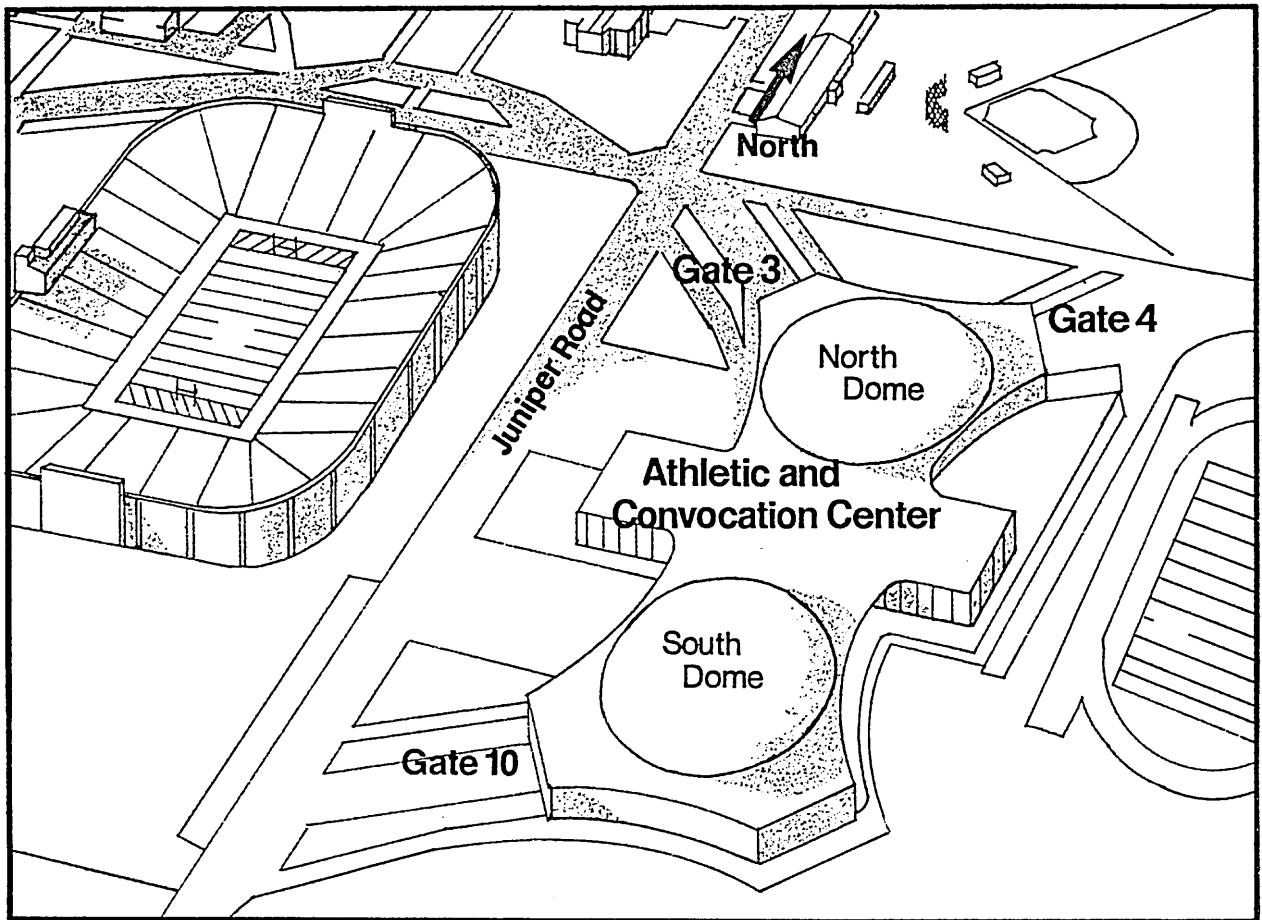 North
Gate 3
Gate 4
Juniper Road
North
Dome
Athletic and
Convocation Center
South
Dome
Gate 10